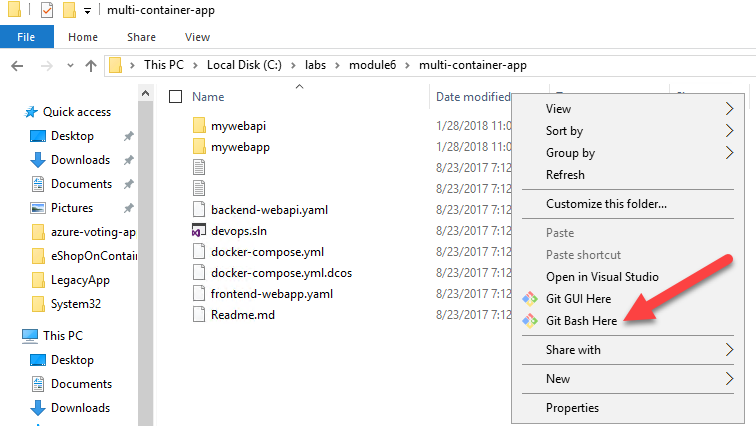 multi-container-app
File
Home
Share
View
This PC
Local Disk (C:)
labs
module6
multi-container-app
Quick access
Desktop
Downloads
Documents
Pictures
azure-voting-ap
eShopOnContain
LegacyApp
System32
This PC
Desktop
Documents
Downloads
Name
Date modified
mywebapi
1/28/2018 11:0
mywebapp
1/28/2018 11:0
8/23/2017 7:12
8/23/2017 7:12
backend-webapi.yaml
8/23/2017 7:12
devops.sln
8/23/2017 7:12
docker-compose.yml
8/23/2017 7:12
docker-compose.yml.dcos
8/23/2017 7:12
frontend-webapp.yaml
8/23/2017 7:12
Readme.md
8/23/2017 7:12
View
Sort by
Group by
Refresh
Customize this folder...
Paste
Paste shortcut
Open in Visual Studio
Git GUI Here
Git Bash Here
Share with
New
Properties